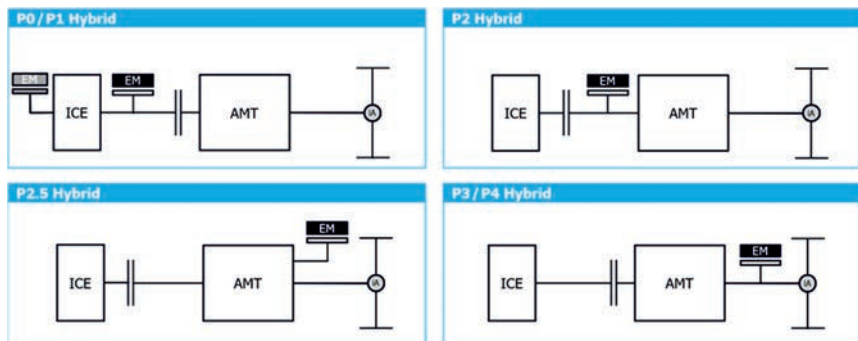 P0/P1 Hybrid
EM
EM
ICE
AMT
iA
P2 Hybrid
EM
ICE
AMT
iA
P2.5 Hybrid
EM
ICE
AMT
iA
P3/P4 Hybrid
EM
ICE
AMT
iA